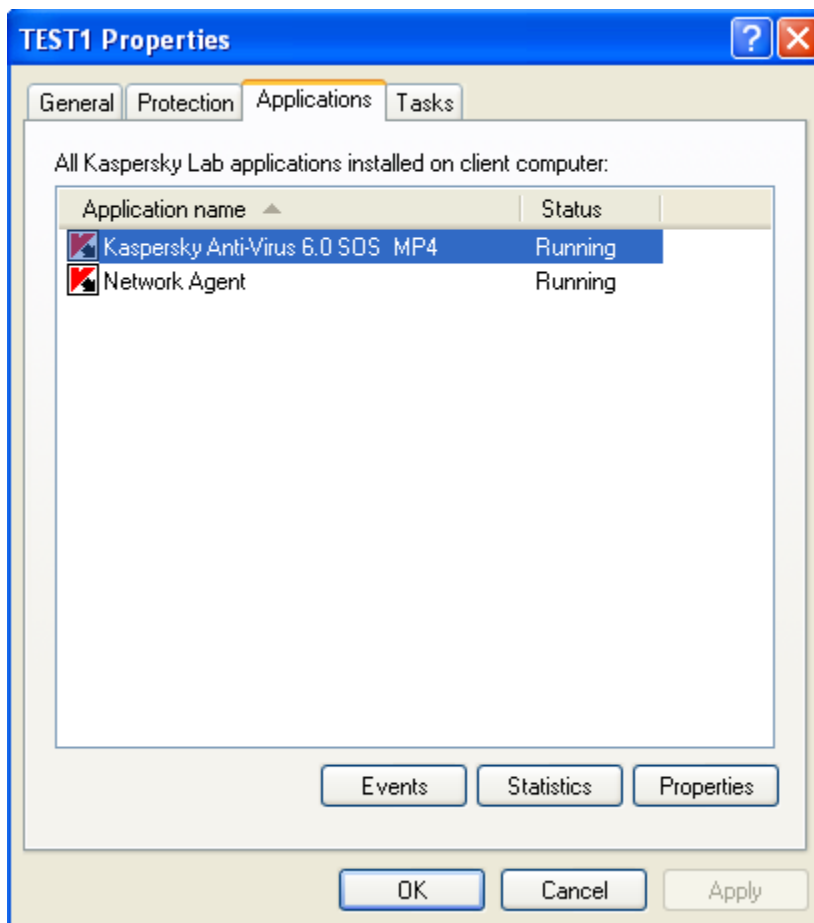 TEST1 Properties
General Protection Applications Tasks
All Kaspersky Lab applications installed on client computer:
Application name Status
Kaspersky Anti-Virus 6.0 SOS  MP4 Running
Network Agent Running
Events Statistics Properties
OK Cancel Apply